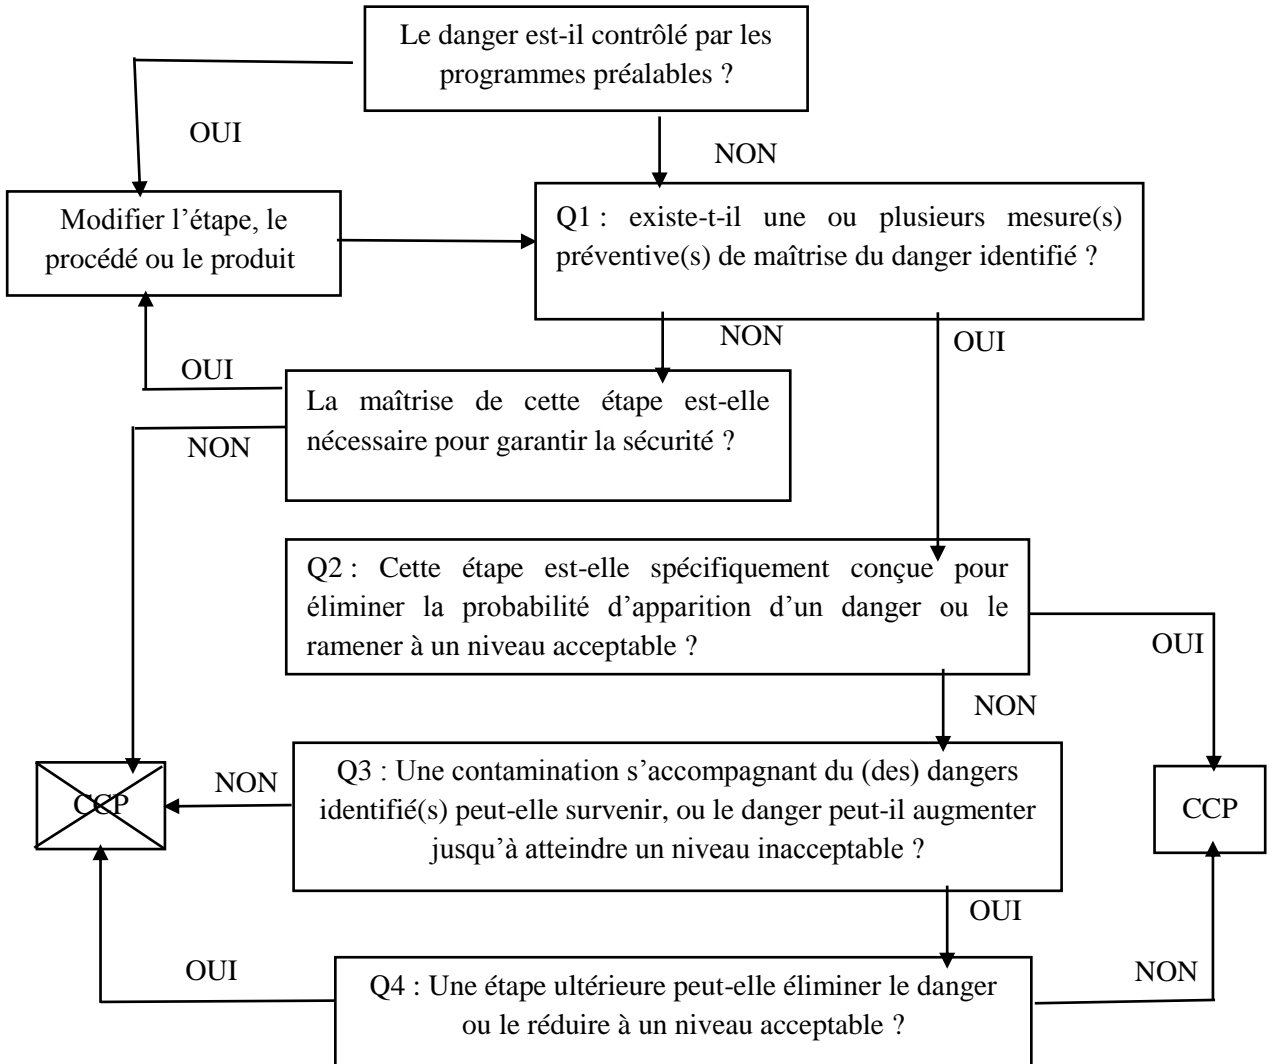 Le danger est-il contrôlé par les
programmes préalables ?
OUI
NON
Modifier l’étape, le
procédé ou le produit
Q1 : existe-t-il une ou plusieurs mesure(s)
préventive(s) de maîtrise du danger identifié ?
NON
OUI
OUI
La maîtrise de cette étape est-elle
nécessaire pour garantir la sécurité ?
NON
Q2 : Cette étape est-elle spécifiquement conçue pour
éliminer la probabilité d’apparition d’un danger ou le
ramener à un niveau acceptable ?
OUI
NON
Q3 : Une contamination s’accompagnant du (des) dangers
identifié(s) peut-elle survenir, ou le danger peut-il augmenter
jusqu’à atteindre un niveau inacceptable ?
NON
CCP
CCP
OUI
OUI
NON
Q4 : Une étape ultérieure peut-elle éliminer le danger
ou le réduire à un niveau acceptable ?